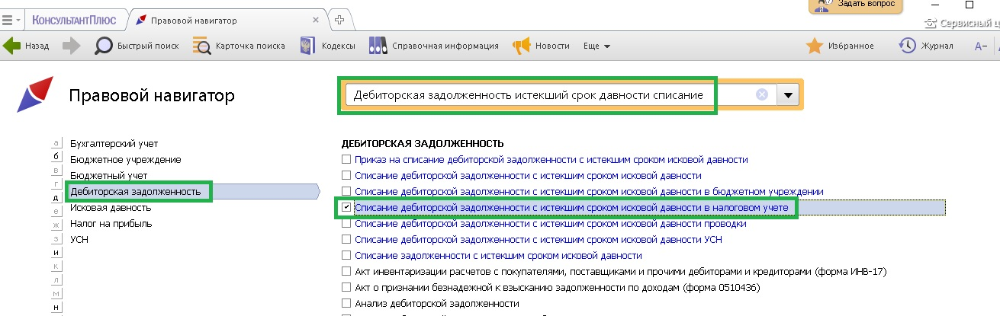 Задать вопрос
КонсультантПлюс
Правовой навигатор
Сервисный ц
Назад
Быстрый поиск
Карточка поиска
Кодексы
Справочная информация
Новости
Еще
Избранное
Журнал
А−
Правовой навигатор
Дебиторская задолженность истекший срок давности списание
а
б
в
г
д
е
ж
з
и
к
л
м
н
Бухгалтерский учет
Бюджетное учреждение
Бюджетный учет
Дебиторская задолженность
Исковая давность
Налог на прибыль
УСН
ДЕБИТОРСКАЯ ЗАДОЛЖЕННОСТЬ
Приказ на списание дебиторской задолженности с истекшим сроком исковой давности
Списание дебиторской задолженности с истекшим сроком исковой давности
Списание дебиторской задолженности с истекшим сроком исковой давности в бюджетном учреждении
Списание дебиторской задолженности с истекшим сроком исковой давности в налоговом учете
Списание дебиторской задолженности с истекшим сроком исковой давности проводки
Списание дебиторской задолженности с истекшим сроком исковой давности УСН
Списание задолженности с истекшим сроком исковой давности
Акт инвентаризации расчетов с покупателями, поставщиками и прочими дебиторами и кредиторами (форма ИНВ-17)
Акт о признании безнадежной к взысканию задолженности по доходам (форма 0510436)
Анализ дебиторской задолженности